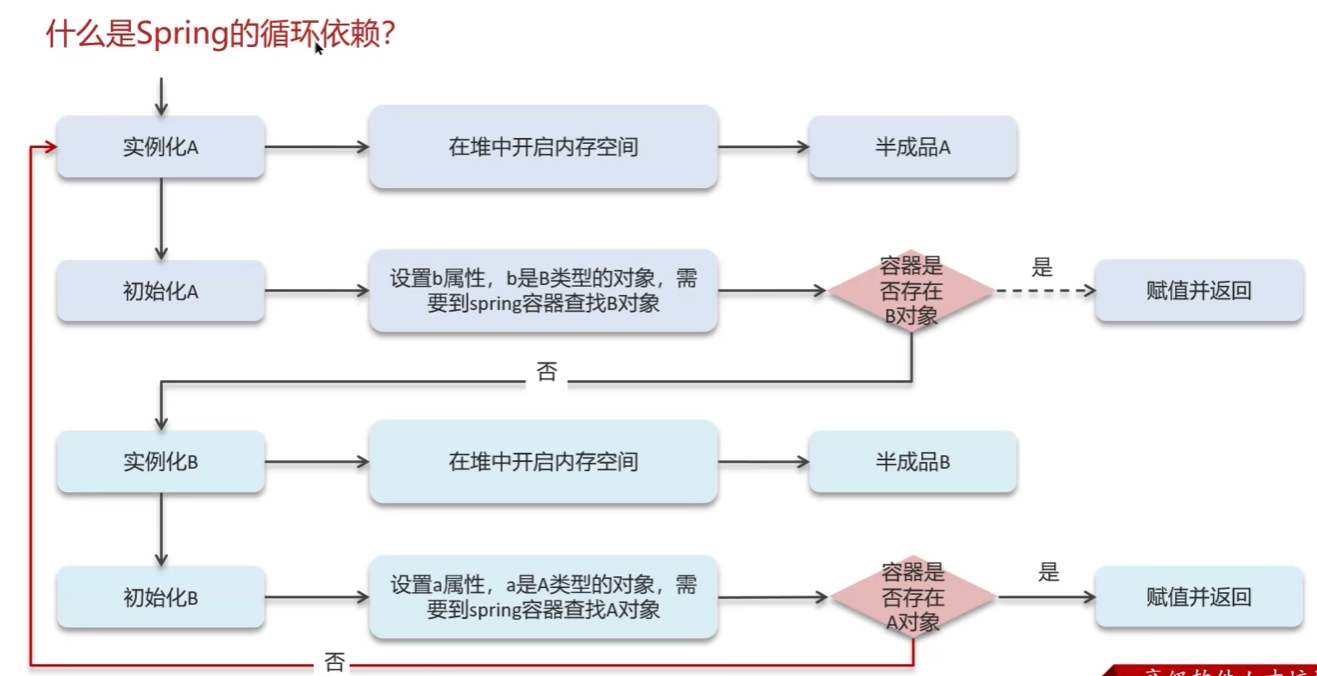 什么是Spring的循环依赖？
实例化A
在堆中开启内存空间
半成品A
初始化A
设置b属性，b是B类型的对象，需
要到spring容器查找B对象
容器是
否存在
B对象
是
赋值并返回
否
实例化B
在堆中开启内存空间
半成品B
初始化B
设置a属性，a是A类型的对象，需
要到spring容器查找A对象
容器是
否存在
A对象
是
赋值并返回
否